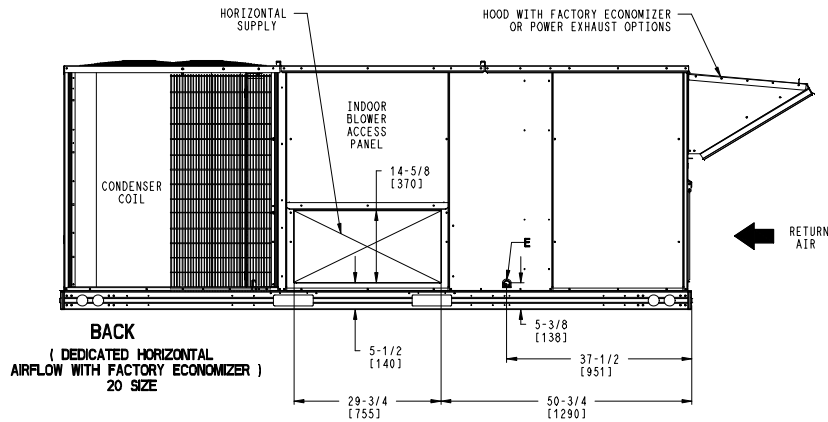 HORIZONTAL
SUPPLY
HOOD WITH FACTORY ECONOMIZER
OR POWER EXHAUST OPTIONS
INDOOR
BLOWER
ACCESS
PANEL
14-5/8
[370]
CONDENSER
COIL
E
RETURN
AIR
BACK
( DEDICATED HORIZONTAL
AIRFLOW WITH FACTORY ECONOMIZER )
20 SIZE
5-1/2
[140]
5-3/8
[138]
37-1/2
[951]
29-3/4
[755]
50-3/4
[1290]